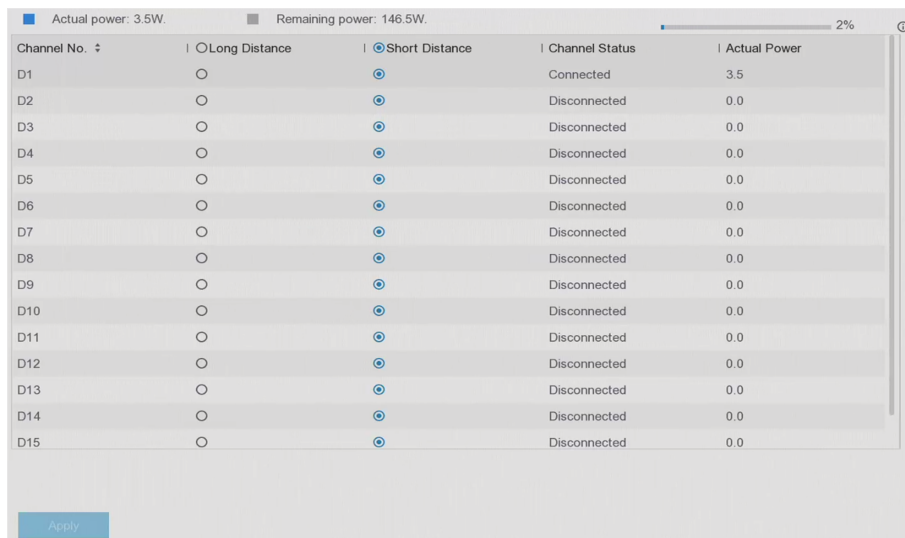 Actual power: 3.5W. Remaining power: 146.5W. 2%
Channel No. Long Distance Short Distance Channel Status Actual Power
D1 Connected 3.5
D2 Disconnected 0.0
D3 Disconnected 0.0
D4 Disconnected 0.0
D5 Disconnected 0.0
D6 Disconnected 0.0
D7 Disconnected 0.0
D8 Disconnected 0.0
D9 Disconnected 0.0
D10 Disconnected 0.0
D11 Disconnected 0.0
D12 Disconnected 0.0
D13 Disconnected 0.0
D14 Disconnected 0.0
D15 Disconnected 0.0
Apply